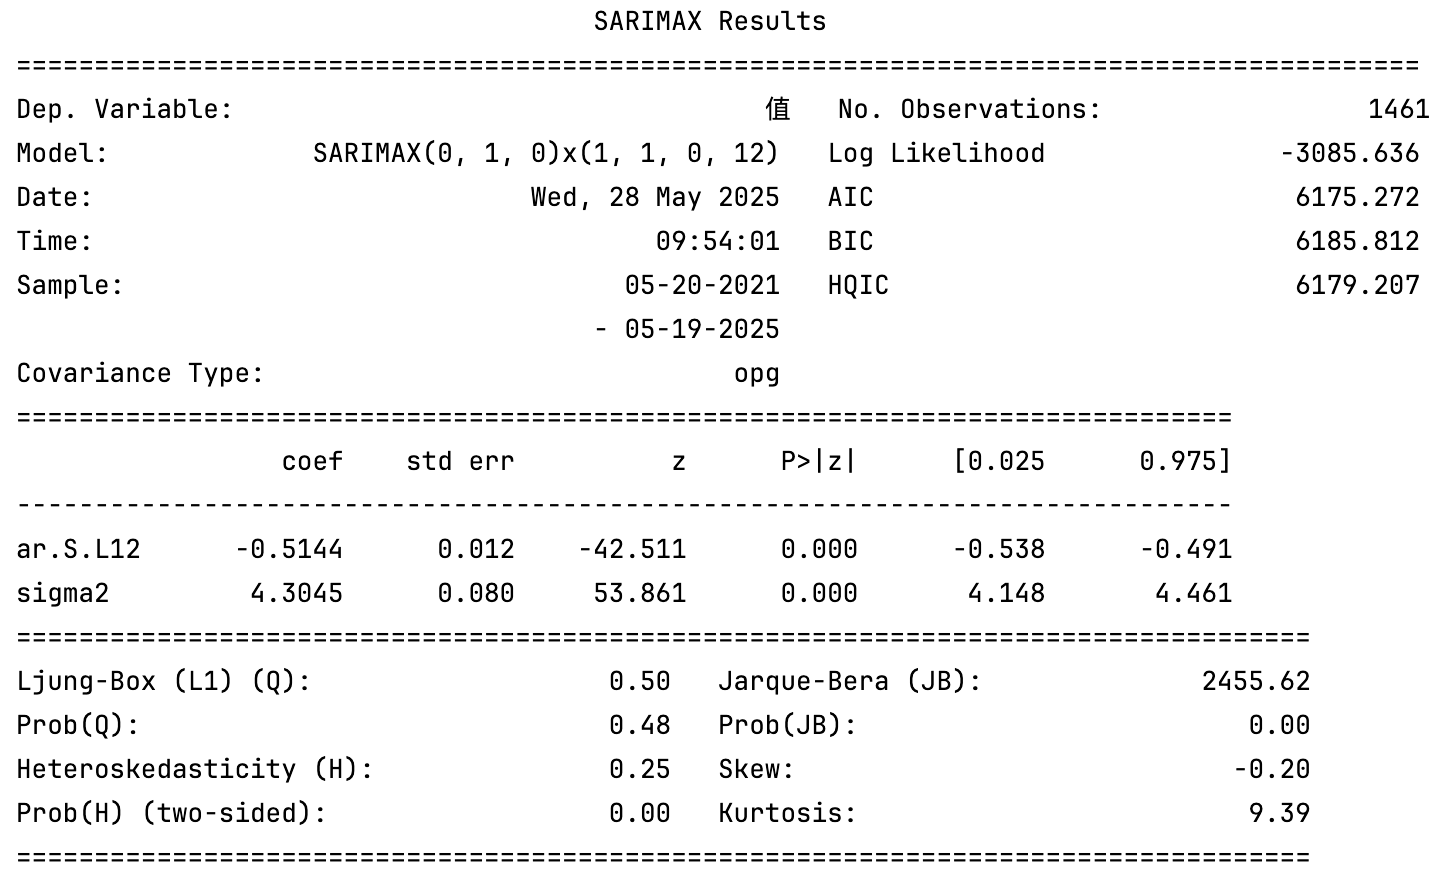 SARIMAX Results
==========================================================================================
Dep. Variable:                                  值   No. Observations:                 1461
Model:             SARIMAX(0, 1, 0)x(1, 1, 0, 12)   Log Likelihood               -3085.636
Date:                            Wed, 28 May 2025   AIC                           6175.272
Time:                                    09:54:01   BIC                           6185.812
Sample:                                05-20-2021   HQIC                          6179.207
                                     - 05-19-2025
Covariance Type:                              opg
==============================================================================
                 coef    std err          z      P>|z|      [0.025      0.975]
------------------------------------------------------------------------------
ar.S.L12      -0.5144      0.012    -42.511      0.000      -0.538      -0.491
sigma2         4.3045      0.080     53.861      0.000       4.148       4.461
===================================================================================
Ljung-Box (L1) (Q):                   0.50   Jarque-Bera (JB):              2455.62
Prob(Q):                              0.48   Prob(JB):                         0.00
Heteroskedasticity (H):               0.25   Skew:                            -0.20
Prob(H) (two-sided):                  0.00   Kurtosis:                         9.39
===================================================================================